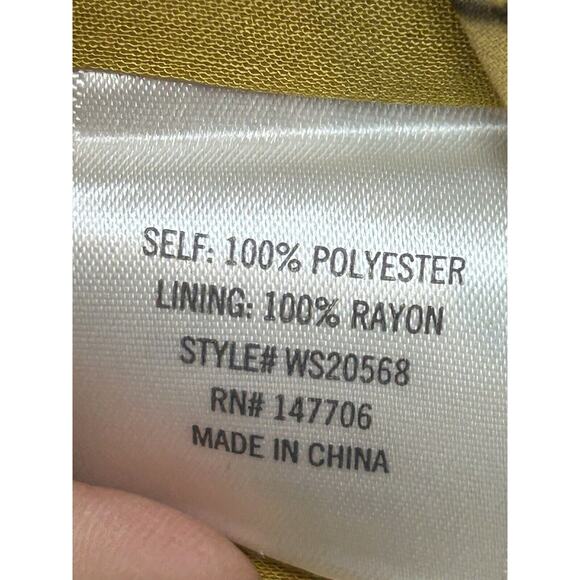 SELF: 100% POLYESTER
LINING: 100% RAYON
STYLE# WS20568
RN# 147706
MADE IN CHINA